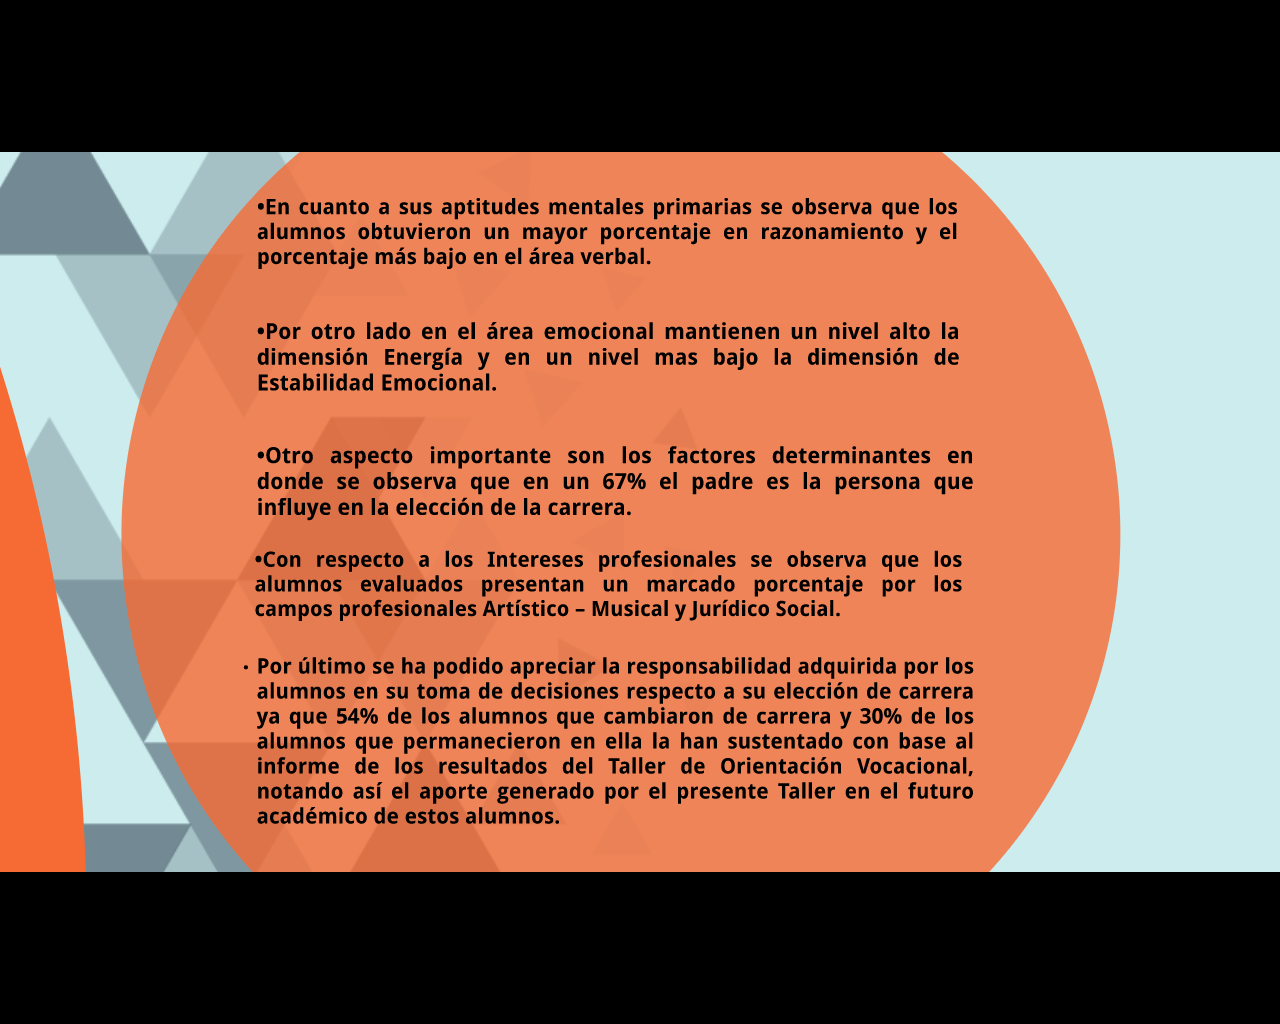 •En cuanto a sus aptitudes mentales primarias se observa que los
alumnos obtuvieron un mayor porcentaje en razonamiento y el
porcentaje más bajo en el área verbal.
•Por otro lado en el área emocional mantienen un nivel alto la
dimensión Energía y en un nivel mas bajo la dimensión de
Estabilidad Emocional.
•Otro aspecto importante son los factores determinantes en
donde se observa que en un 67% el padre es la persona que
influye en la elección de la carrera.
•Con respecto a los Intereses profesionales se observa que los
alumnos evaluados presentan un marcado porcentaje por los
campos profesionales Artístico – Musical y Jurídico Social.
• Por último se ha podido apreciar la responsabilidad adquirida por los
alumnos en su toma de decisiones respecto a su elección de carrera
ya que 54% de los alumnos que cambiaron de carrera y 30% de los
alumnos que permanecieron en ella la han sustentado con base al
informe de los resultados del Taller de Orientación Vocacional,
notando así el aporte generado por el presente Taller en el futuro
académico de estos alumnos.